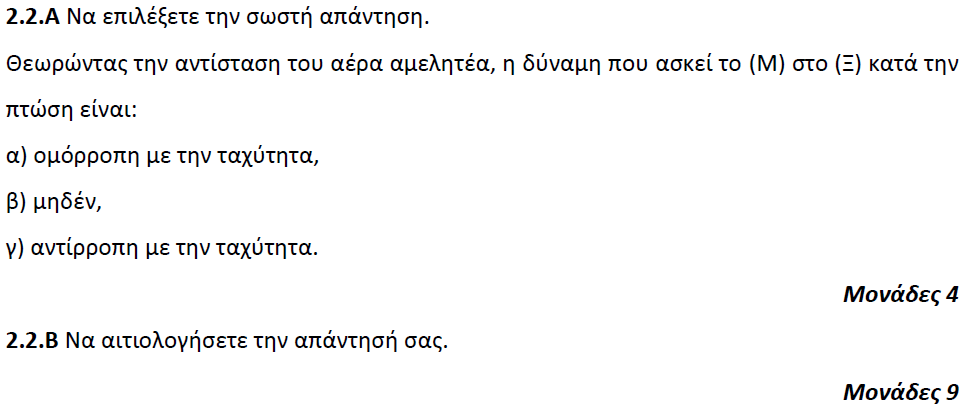 2.2.Α Να επιλέξετε την σωστή απάντηση.
Θεωρώντας την αντίσταση του αέρα αμελητέα, η δύναμη που ασκεί το (Μ) στο (Ξ) κατά την
πτώση είναι:
α) ομόρροπη με την ταχύτητα,
β) μηδέν,
γ) αντίρροπη με την ταχύτητα.
Μονάδες 4
2.2.Β Να αιτιολογήσετε την απάντησή σας.
Μονάδες 9